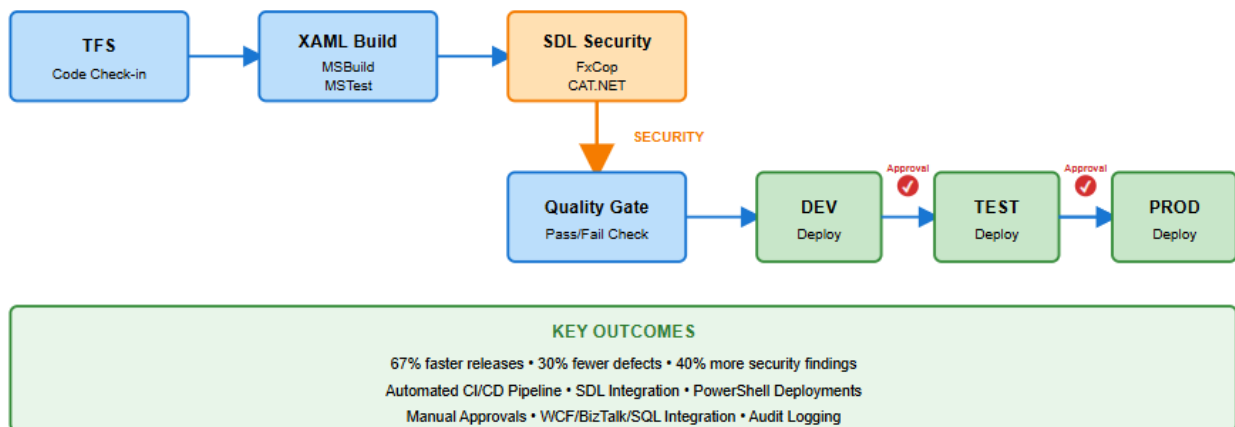 TFS
Code Check-in
XAML Build
MSBuild
MSTest
SDL Security
FxCop
CAT.NET
SECURITY
Quality Gate
Pass/Fail Check
DEV
Deploy
Approval
TEST
Deploy
Approval
PROD
Deploy
KEY OUTCOMES
67% faster releases • 30% fewer defects • 40% more security findings
Automated CI/CD Pipeline • SDL Integration • PowerShell Deployments
Manual Approvals • WCF/BizTalk/SQL Integration • Audit Logging